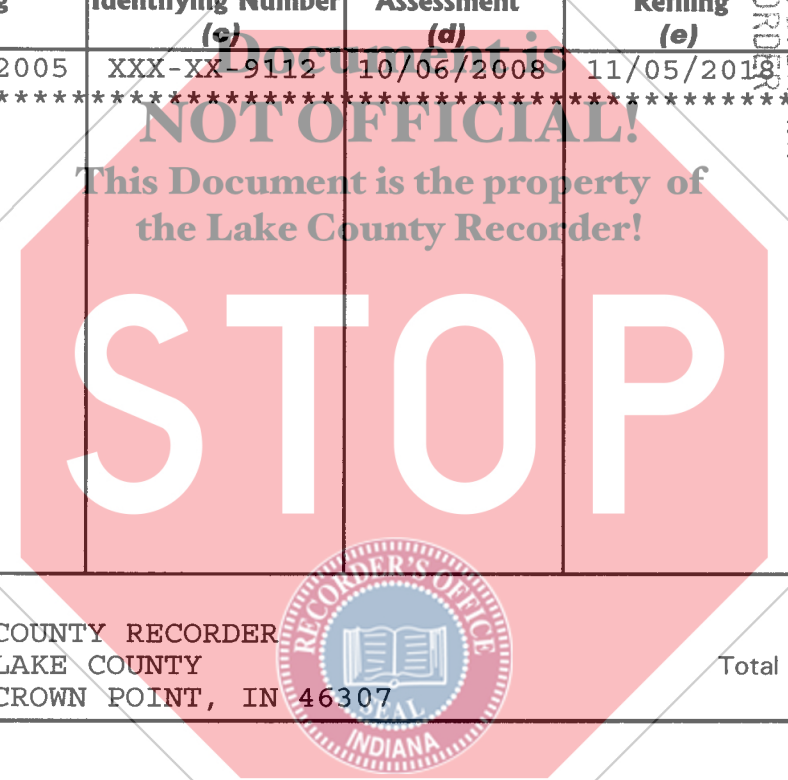 Identifying Number Assessment Refiling
(c) (d) (e)
Document is
2005 XXX-XX-9112 10/06/2008 11/05/2018
ORDER
NOT OFFICIAL!
This Document is the property of
the Lake County Recorder!
STOP
COUNTY RECORDER
LAKE COUNTY
Total
CROWN POINT, IN 46307
RECORDER'S OFFICE
SEAL
INDIANA